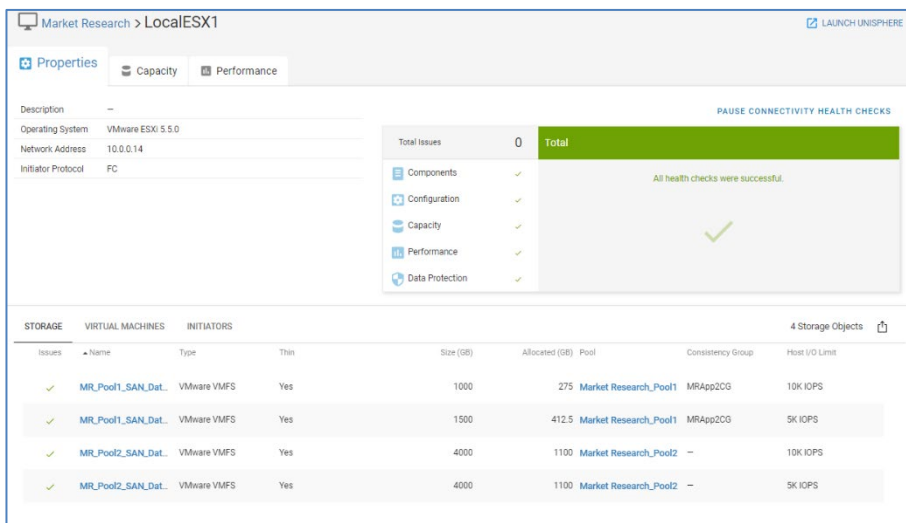 Market Research > LocalESX1
LAUNCH UNISPHERE
Properties
Capacity
Performance
Description —
Operating System VMware ESXi 5.5.0
Network Address 10.0.0.14
Initiator Protocol FC
PAUSE CONNECTIVITY HEALTH CHECKS
Total Issues 0
Components
Configuration
Capacity
Performance
Data Protection
Total
All health checks were successful.
STORAGE VIRTUAL MACHINES INITIATORS
4 Storage Objects
Issues Name Type Thin Size (GB) Allocated (GB) Pool Consistency Group Host I/O Limit
MR_Pool1_SAN_Dat... VMware VMFS Yes 1000 275 Market Research_Pool1 MRApp2CG 10K IOPS
MR_Pool1_SAN_Dat... VMware VMFS Yes 1500 412.5 Market Research_Pool1 MRApp2CG 5K IOPS
MR_Pool2_SAN_Dat... VMware VMFS Yes 4000 1100 Market Research_Pool2 — 10K IOPS
MR_Pool2_SAN_Dat... VMware VMFS Yes 4000 1100 Market Research_Pool2 — 5K IOPS